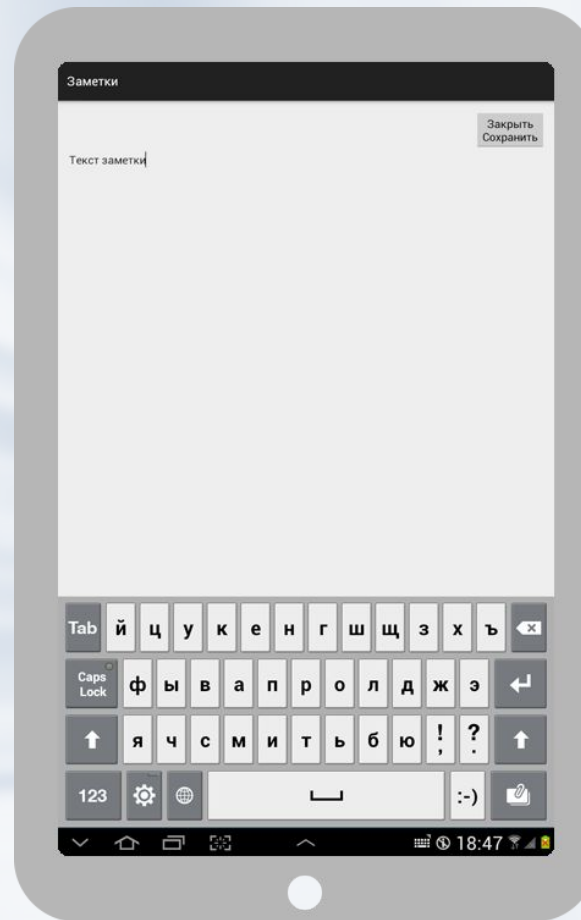 Заметки
Закрыть
Сохранить
Текст заметки
Tab й ц у к е н г ш щ з х ъ
Caps
Lock ф ы в а п р о л д ж э
я ч с м и т ь б ю ! , ? .
123 :-)
18:47